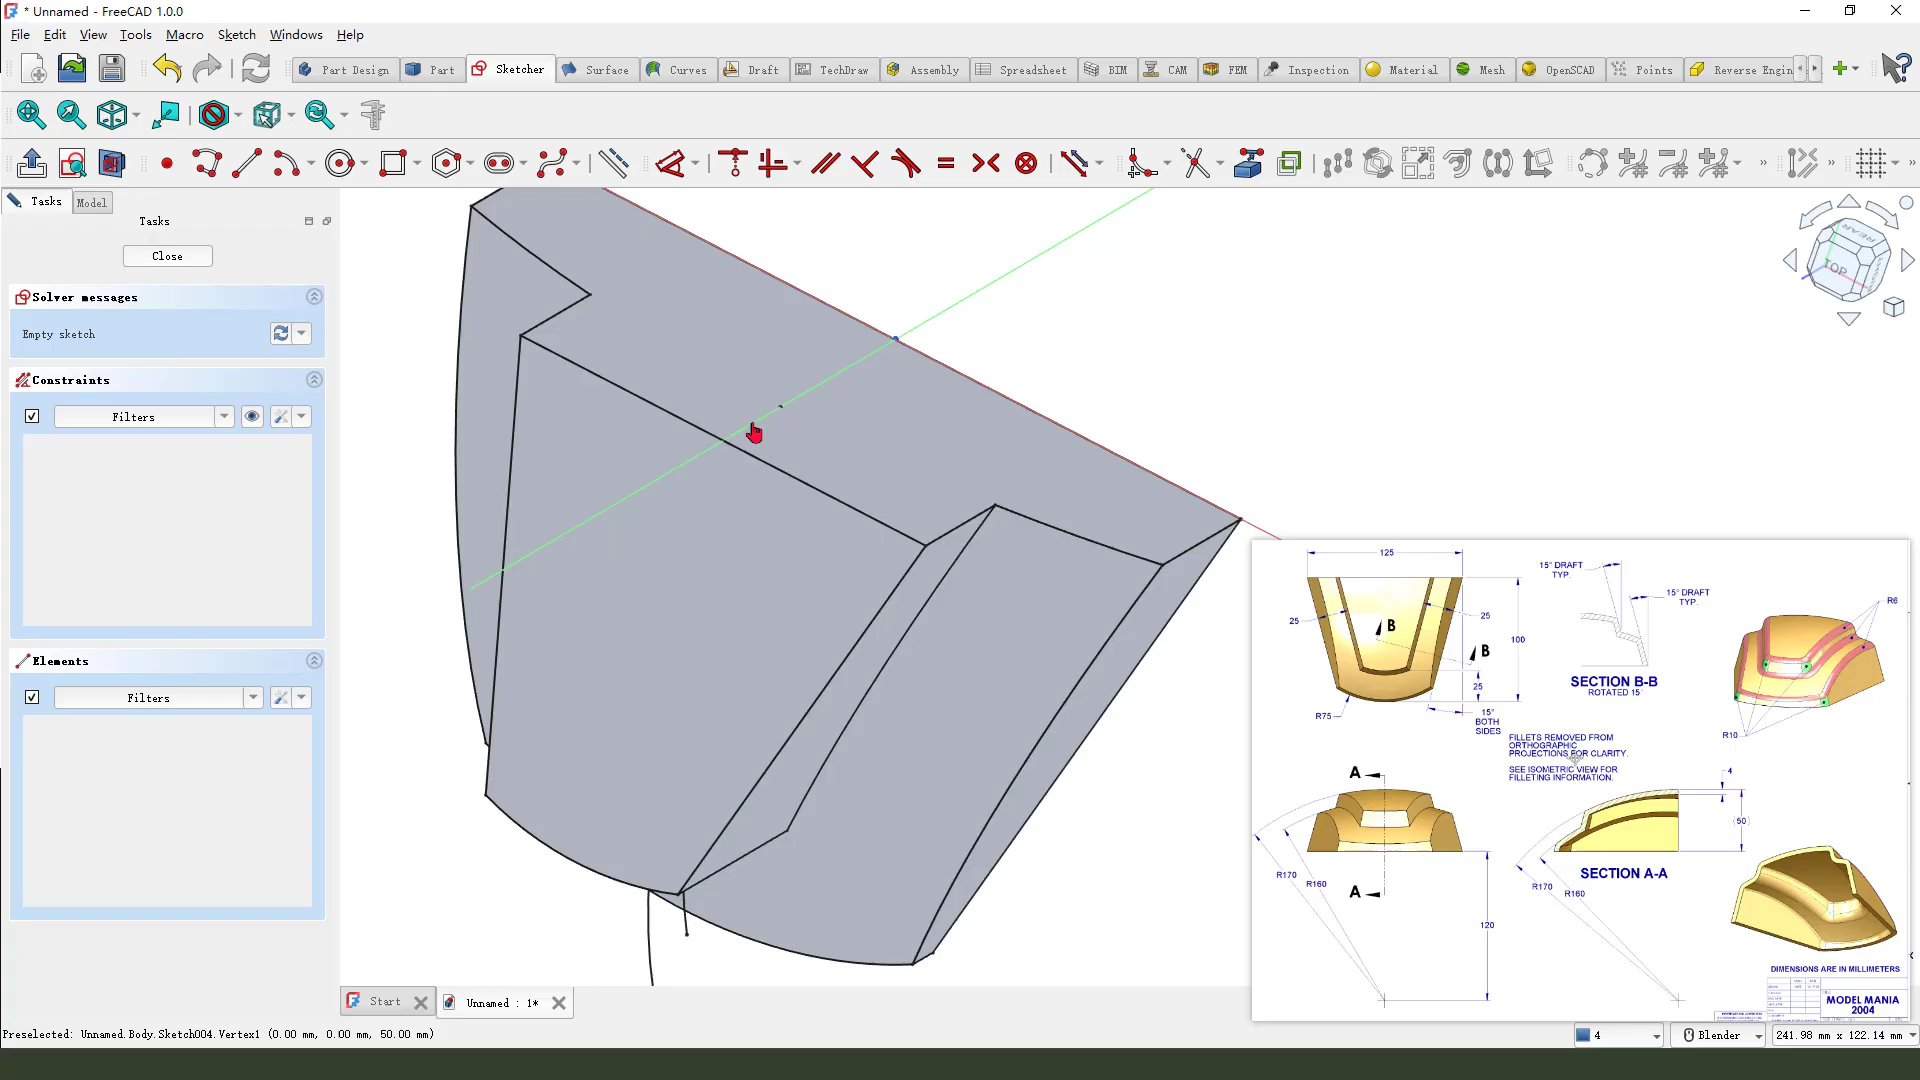 * Unnamed - FreeCAD 1.0.0
File Edit View Tools Macro Sketch Windows Help
Part Design Part Sketcher Surface Curves Draft TechDraw Assembly Spreadsheet BIM CAM FEM Inspection Material Mesh OpenSCAD Points Reverse Engin
Tasks Model
Tasks
Close
Solver messages
Empty sketch
Constraints
Filters
Elements
Filters
REAR
TOP
125
25
25
B
B
100
25
R75
15°
BOTH
SIDES
15° DRAFT
TYP.
15° DRAFT
TYP.
SECTION B-B
ROTATED 15°
R6
R10
FILLETS REMOVED FROM
ORTHOGRAPHIC
PROJECTIONS FOR CLARITY.
SEE ISOMETRIC VIEW FOR
FILLETING INFORMATION.
A
A
R170
R160
120
4
(50)
SECTION A-A
R170
R160
DIMENSIONS ARE IN MILLIMETERS
MODEL MANIA
2004
Start Unnamed : 1*
Preselected: Unnamed.Body.Sketch004.Vertex1 (0.00 mm, 0.00 mm, 50.00 mm)
4 Blender 241.98 mm x 122.14 mm